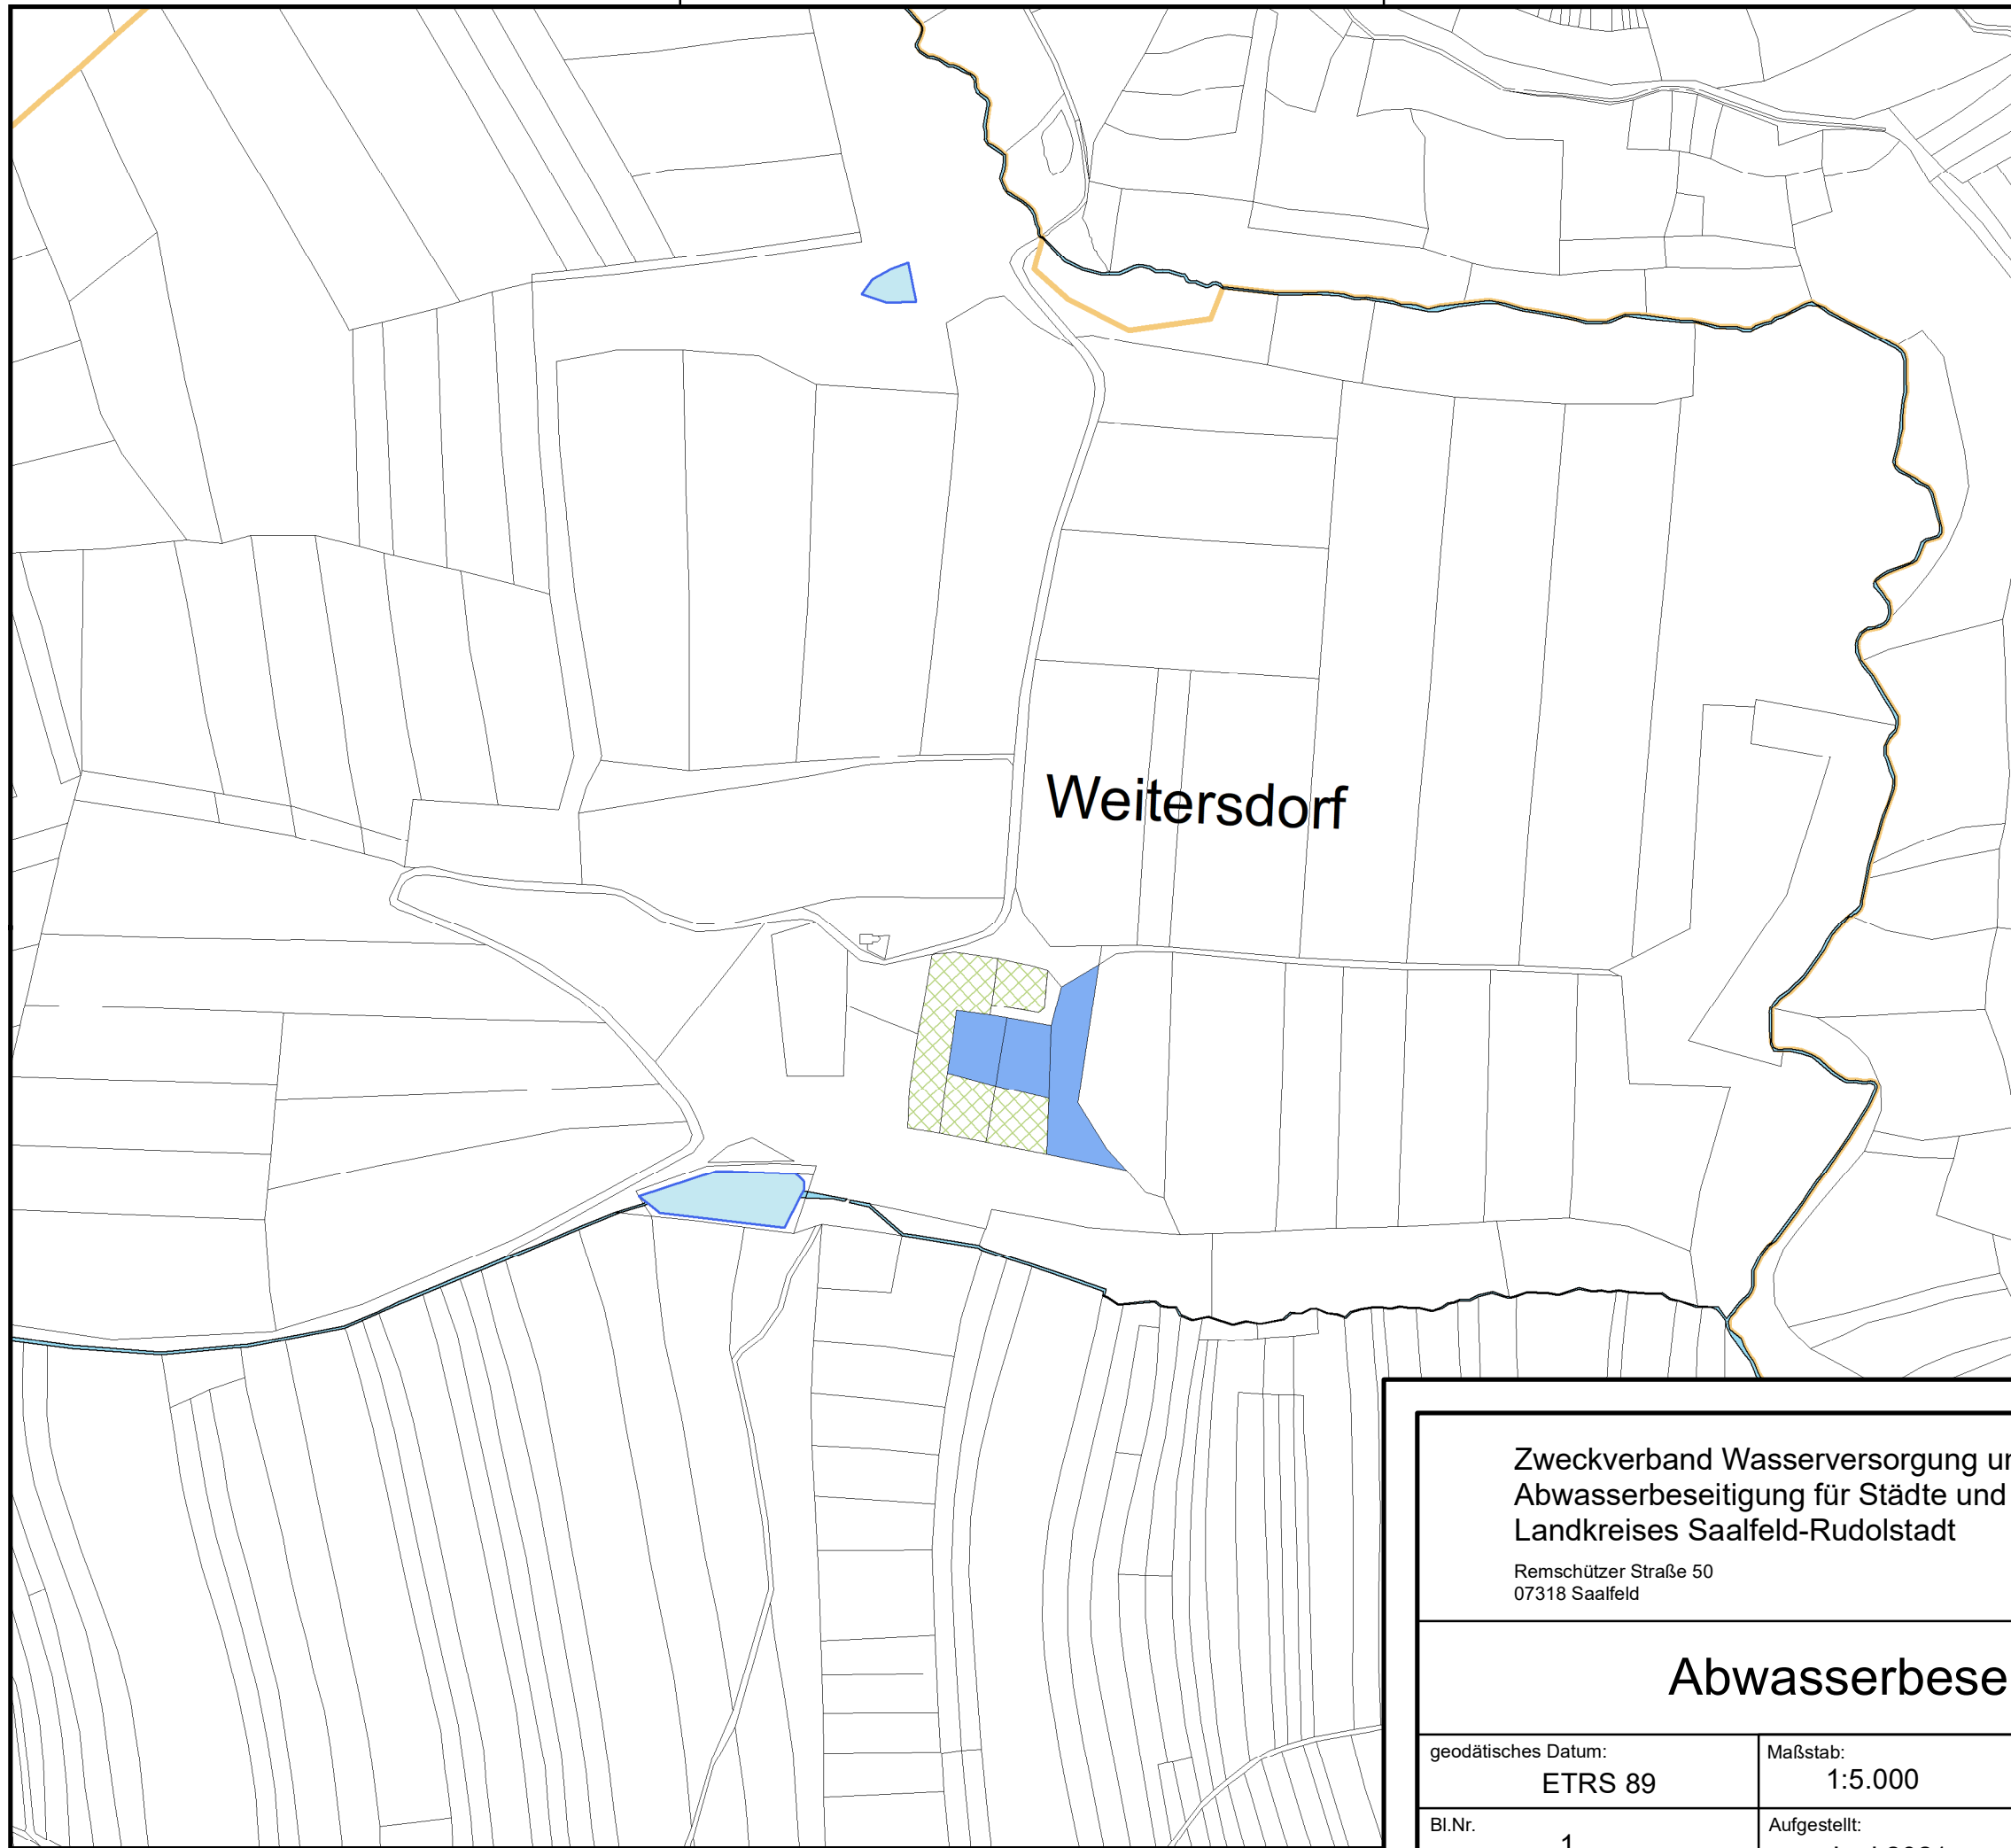 Weitersdorf
Zweckverband Wasserversorgung
Abwasserbeseitigung für Städte und
Landkreises Saalfeld-Rudolstadt
Remschützer Straße 50
07318 Saalfeld
Abwasserbese
geodätisches Datum:
ETRS 89
Maßstab:
1:5.000
Bl.Nr.
1
Aufgestellt: